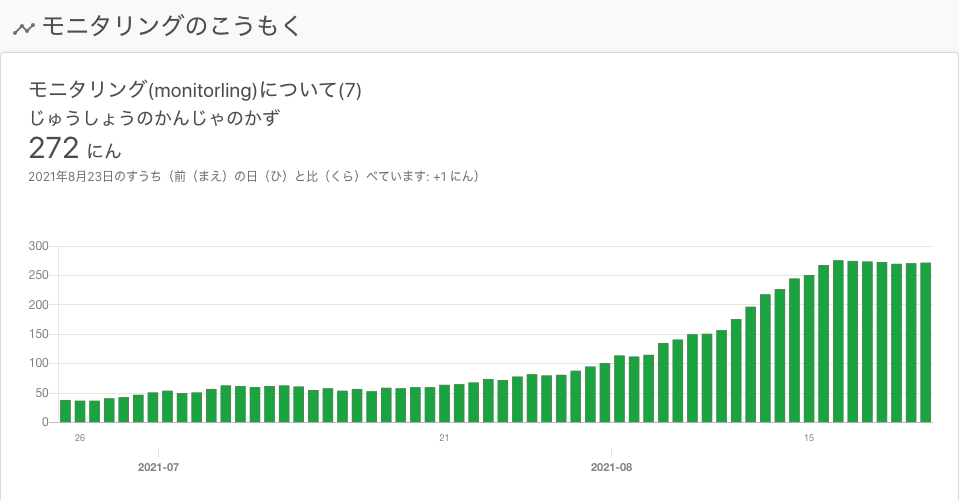 モニタリングのこうもく
モニタリング(monitorling)について(7)
じゅうしょうのかんじゃのかず
272 にん
2021年8月23日のすうち（前（まえ）の日（ひ）と比（くら）べています: +1 にん）
300
250
200
150
100
50
0
26 21 15
2021-07 2021-08